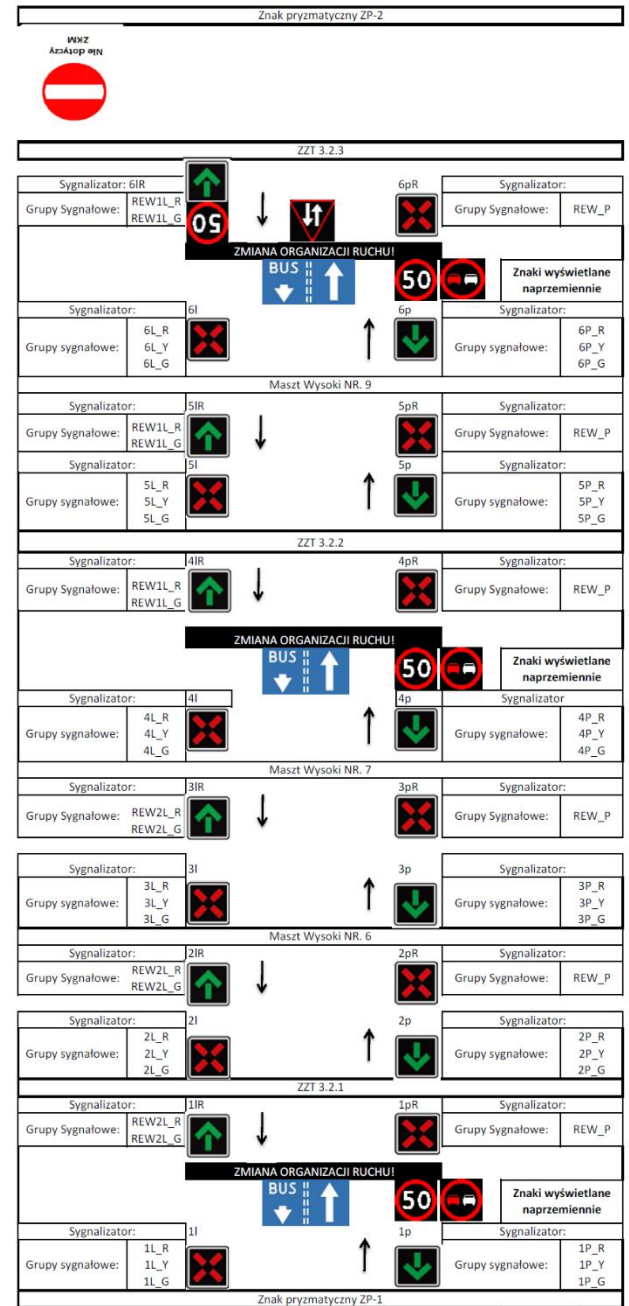 Znak pryzmatyczny ZP-2
Nie dotyczy
ZKM
ZZT 3.2.3
Sygnalizator: 6lR 6pR Sygnalizator:
Grupy Sygnałowe: REW1L_R Grupy Sygnałowe: REW_P
REW1L_G
50
ZMIANA ORGANIZACJI RUCHU!
BUS 50 Znaki wyświetlane
naprzemiennie
Sygnalizator: 6l 6p Sygnalizator:
6L_R 6P_R
Grupy sygnałowe: 6L_Y Grupy sygnałowe: 6P_Y
6L_G 6P_G
Maszt Wysoki NR. 9
Sygnalizator: 5lR 5pR Sygnalizator:
Grupy Sygnałowe: REW1L_R Grupy Sygnałowe: REW_P
REW1L_G
Sygnalizator: 5l 5p Sygnalizator:
5L_R 5P_R
Grupy sygnałowe: 5L_Y Grupy sygnałowe: 5P_Y
5L_G 5P_G
ZZT 3.2.2
Sygnalizator: 4lR 4pR Sygnalizator:
Grupy Sygnałowe: REW1L_R Grupy Sygnałowe: REW_P
REW1L_G
ZMIANA ORGANIZACJI RUCHU!
BUS 50 Znaki wyświetlane
naprzemiennie
Sygnalizator: 4l 4p Sygnalizator
4L_R 4P_R
Grupy sygnałowe: 4L_Y Grupy sygnałowe: 4P_Y
4L_G 4P_G
Maszt Wysoki NR. 7
Sygnalizator: 3lR 3pR Sygnalizator:
Grupy Sygnałowe: REW2L_R Grupy Sygnałowe: REW_P
REW2L_G
Sygnalizator: 3l 3p Sygnalizator:
3L_R 3P_R
Grupy sygnałowe: 3L_Y Grupy sygnałowe: 3P_Y
3L_G 3P_G
Maszt Wysoki NR. 6
Sygnalizator: 2lR 2pR Sygnalizator:
Grupy Sygnałowe: REW2L_R Grupy Sygnałowe: REW_P
REW2L_G
Sygnalizator: 2l 2p Sygnalizator:
2L_R 2P_R
Grupy sygnałowe: 2L_Y Grupy sygnałowe: 2P_Y
2L_G 2P_G
ZZT 3.2.1
Sygnalizator: 1lR 1pR Sygnalizator:
Grupy Sygnałowe: REW2L_R Grupy Sygnałowe: REW_P
REW2L_G
ZMIANA ORGANIZACJI RUCHU!
BUS 50 Znaki wyświetlane
naprzemiennie
Sygnalizator: 1l 1p Sygnalizator:
1L_R 1P_R
Grupy sygnałowe: 1L_Y Grupy sygnałowe: 1P_Y
1L_G 1P_G
Znak pryzmatyczny ZP-1